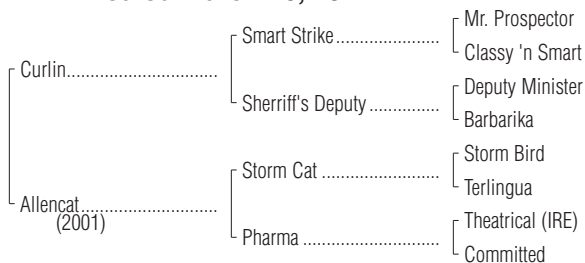 Smart Strike
Mr. Prospector
Classy 'n Smart
Curlin
Sherriff's Deputy
Deputy Minister
Barbarika
Storm Cat
Storm Bird
Terlingua
Allencat
(2001)
Pharma
Theatrical (IRE)
Committed